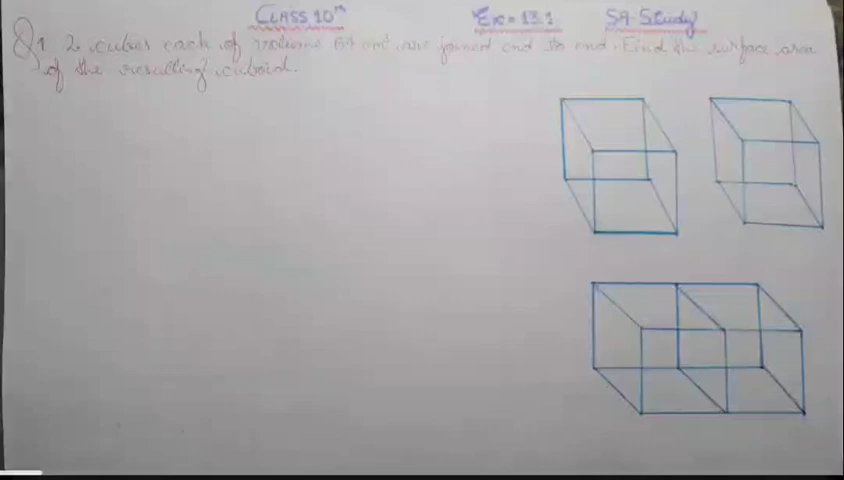 CLASS 10th Ex = 13.1 SA Study
Q1. 2 cubes each of volume 64 cm³ are joined end to end. Find the surface area
of the resulting cuboid.